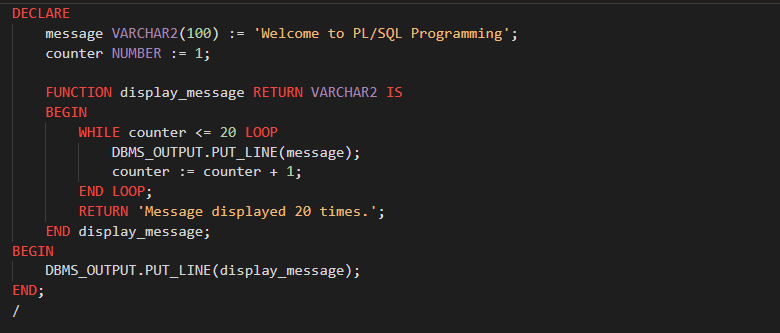 DECLARE
    message VARCHAR2(100) := 'Welcome to PL/SQL Programming';
    counter NUMBER := 1;

    FUNCTION display_message RETURN VARCHAR2 IS
    BEGIN
        WHILE counter <= 20 LOOP
            DBMS_OUTPUT.PUT_LINE(message);
            counter := counter + 1;
        END LOOP;
        RETURN 'Message displayed 20 times.';
    END display_message;
BEGIN
    DBMS_OUTPUT.PUT_LINE(display_message);
END;
/